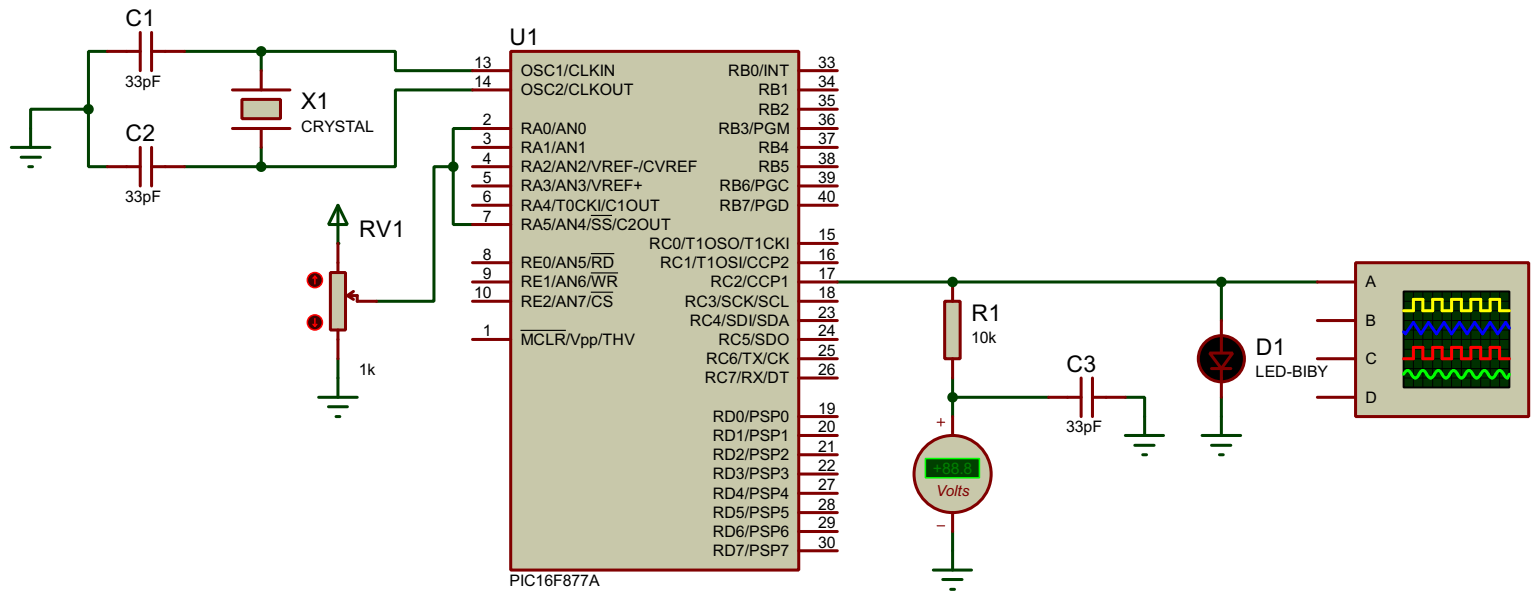 C1
33pF
C2
33pF
X1
CRYSTAL
RV1
1k
U1
13 OSC1/CLKIN
14 OSC2/CLKOUT
2 RA0/AN0
3 RA1/AN1
4 RA2/AN2/VREF-/CVREF
5 RA3/AN3/VREF+
6 RA4/T0CKI/C1OUT
7 RA5/AN4/SS/C2OUT
8 RE0/AN5/RD
9 RE1/AN6/WR
10 RE2/AN7/CS
1 MCLR/Vpp/THV
RB0/INT 33
RB1 34
RB2 35
RB3/PGM 36
RB4 37
RB5 38
RB6/PGC 39
RB7/PGD 40
RC0/T1OSO/T1CKI 15
RC1/T1OSI/CCP2 16
RC2/CCP1 17
RC3/SCK/SCL 18
RC4/SDI/SDA 23
RC5/SDO 24
RC6/TX/CK 25
RC7/RX/DT 26
RD0/PSP0 19
RD1/PSP1 20
RD2/PSP2 21
RD3/PSP3 22
RD4/PSP4 27
RD5/PSP5 28
RD6/PSP6 29
RD7/PSP7 30
PIC16F877A
R1
10k
C3
33pF
+
+88.8
Volts
−
D1
LED-BIBY
A
B
C
D